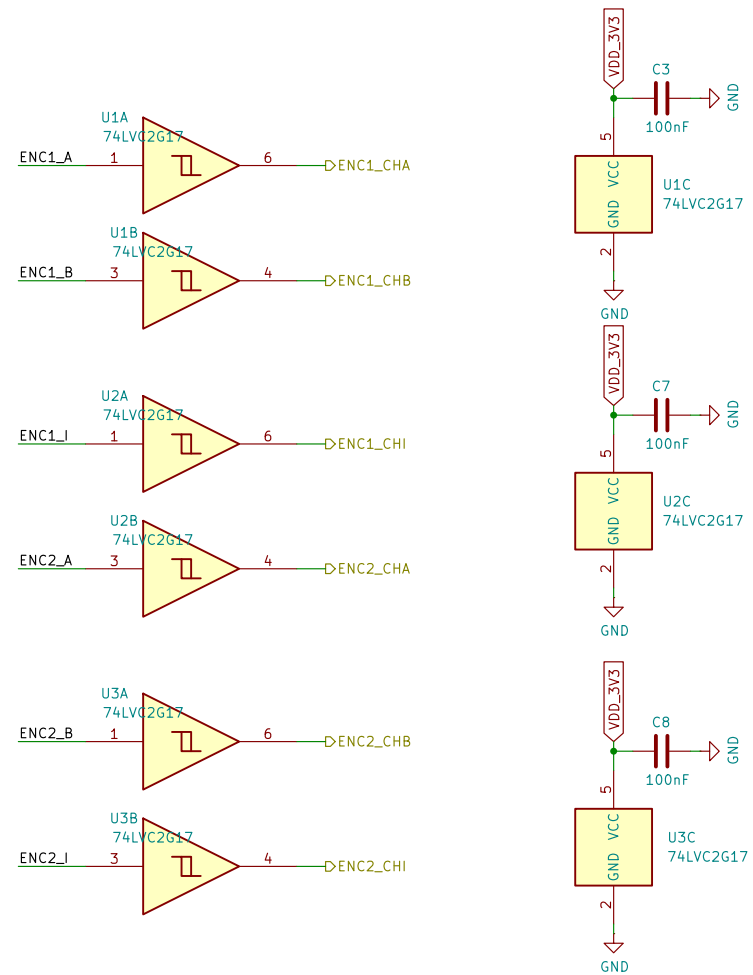 U1A
74LVC2G17
ENC1_A
1
6
ENC1_CHA
U1B
74LVC2G17
ENC1_B
3
4
ENC1_CHB
U2A
74LVC2G17
ENC1_I
1
6
ENC1_CHI
U2B
74LVC2G17
ENC2_A
3
4
ENC2_CHA
U3A
74LVC2G17
ENC2_B
1
6
ENC2_CHB
U3B
74LVC2G17
ENC2_I
3
4
ENC2_CHI
VDD_3V3
C3
100nF
GND
5
VCC
GND
U1C
74LVC2G17
2
GND
VDD_3V3
C7
100nF
GND
5
VCC
GND
U2C
74LVC2G17
2
GND
VDD_3V3
C8
100nF
GND
5
VCC
GND
U3C
74LVC2G17
2
GND